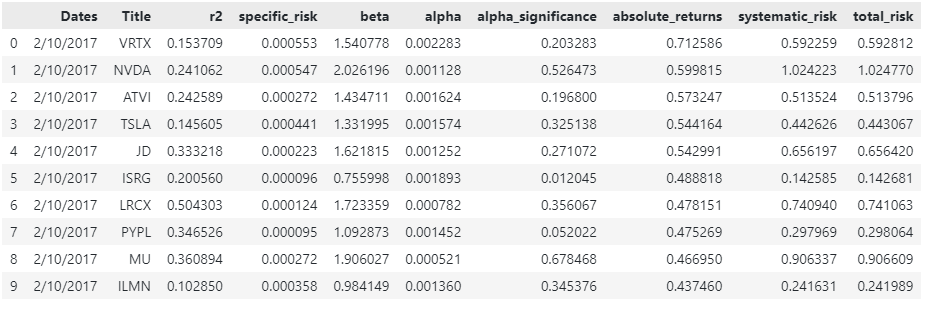 Dates Title r2 specific_risk beta alpha alpha_significance absolute_returns systematic_risk total_risk
0 2/10/2017 VRTX 0.153709 0.000553 1.540778 0.002283 0.203283 0.712586 0.592259 0.592812
1 2/10/2017 NVDA 0.241062 0.000547 2.026196 0.001128 0.526473 0.599815 1.024223 1.024770
2 2/10/2017 ATVI 0.242589 0.000272 1.434711 0.001624 0.196800 0.573247 0.513524 0.513796
3 2/10/2017 TSLA 0.145605 0.000441 1.331995 0.001574 0.325138 0.544164 0.442626 0.443067
4 2/10/2017 JD 0.333218 0.000223 1.621815 0.001252 0.271072 0.542991 0.656197 0.656420
5 2/10/2017 ISRG 0.200560 0.000096 0.755998 0.001893 0.012045 0.488818 0.142585 0.142681
6 2/10/2017 LRCX 0.504303 0.000124 1.723359 0.000782 0.356067 0.478151 0.740940 0.741063
7 2/10/2017 PYPL 0.346526 0.000095 1.092873 0.001452 0.052022 0.475269 0.297969 0.298064
8 2/10/2017 MU 0.360894 0.000272 1.906027 0.000521 0.678468 0.466950 0.906337 0.906609
9 2/10/2017 ILMN 0.102850 0.000358 0.984149 0.001360 0.345376 0.437460 0.241631 0.241989